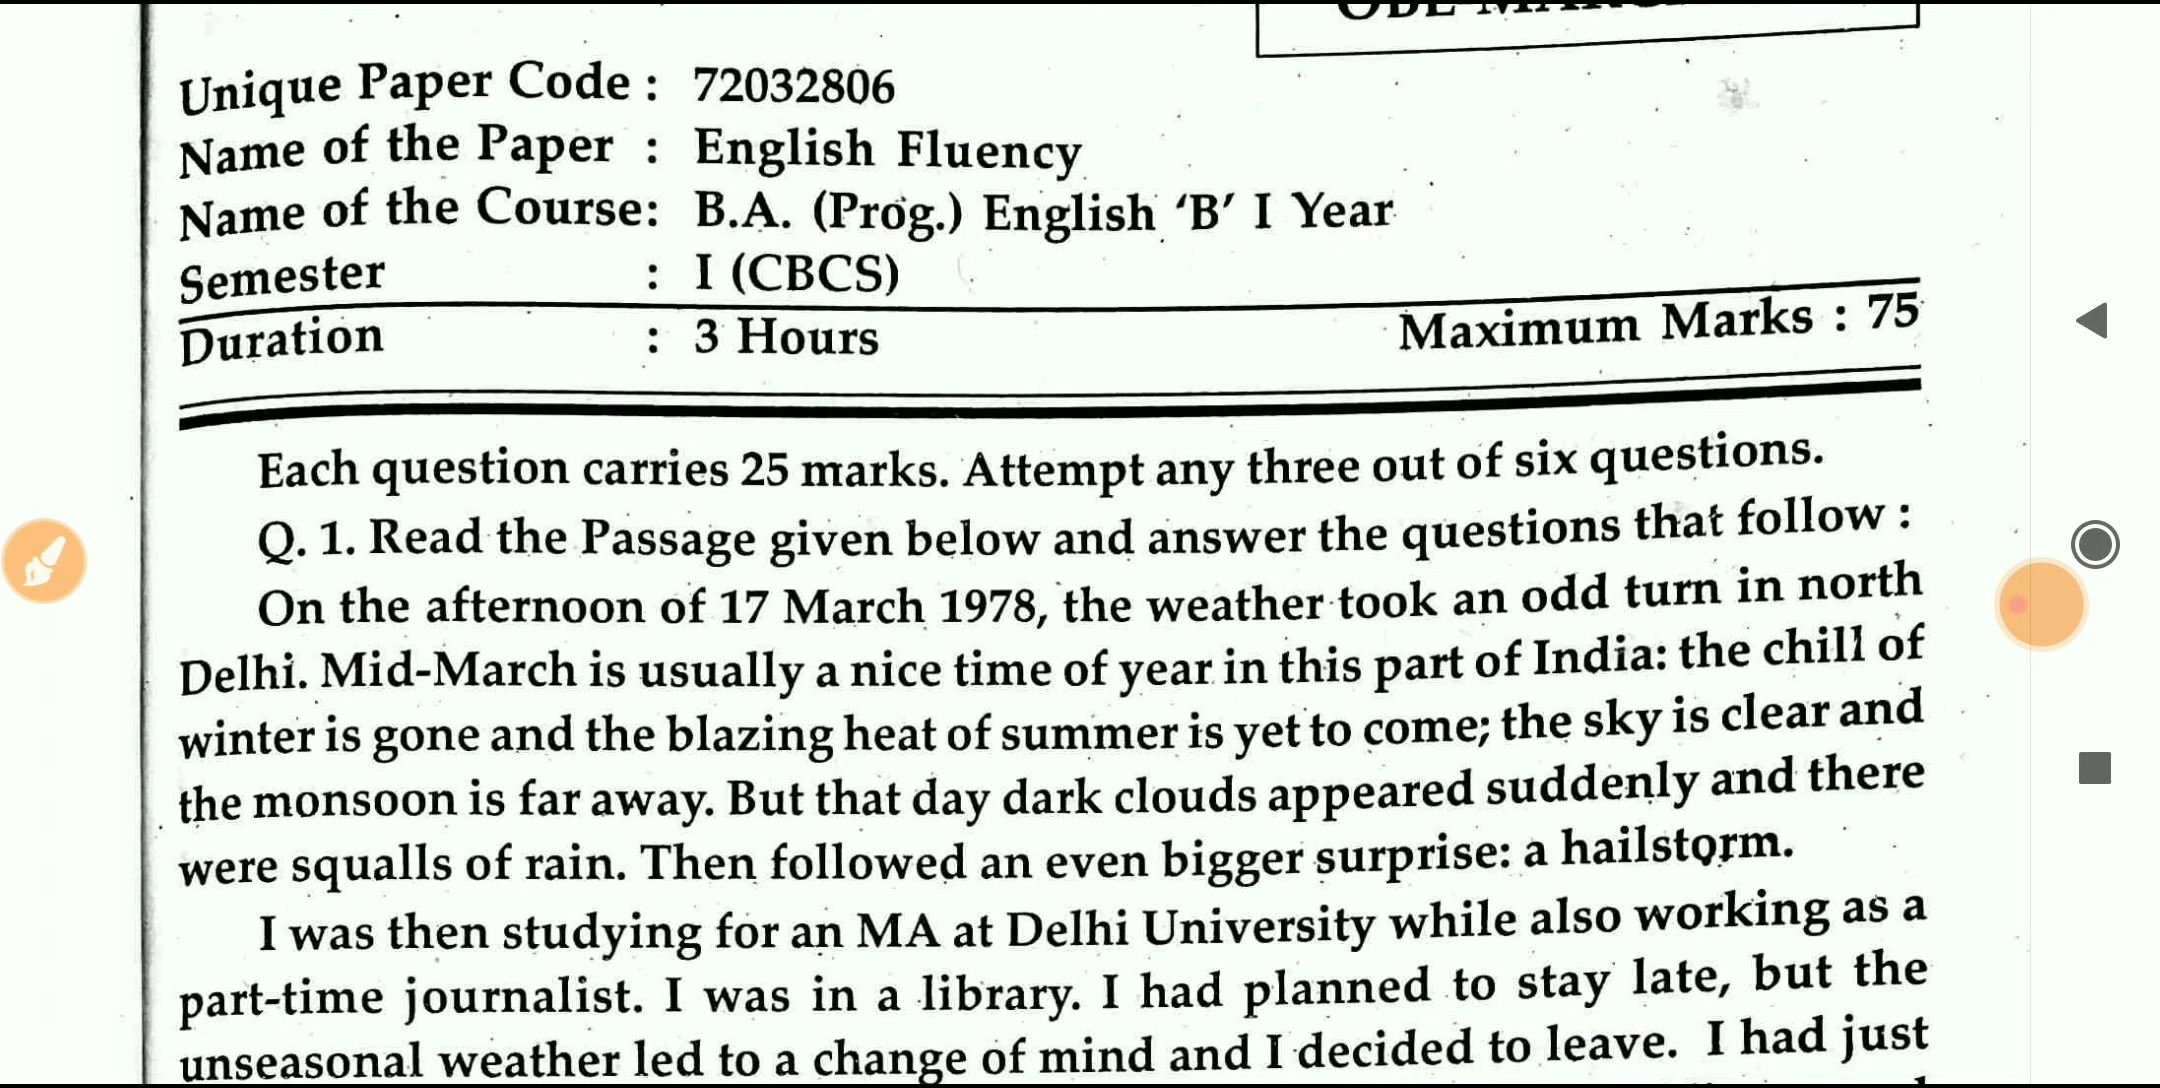 Unique Paper Code : 72032806
Name of the Paper : English Fluency
Name of the Course: B.A. (Prog.) English ‘B’ I Year
Semester : I (CBCS)
Duration : 3 Hours Maximum Marks : 75
Each question carries 25 marks. Attempt any three out of six questions.
Q. 1. Read the Passage given below and answer the questions that follow :
On the afternoon of 17 March 1978, the weather took an odd turn in north
Delhi. Mid-March is usually a nice time of year in this part of India: the chill of
winter is gone and the blazing heat of summer is yet to come; the sky is clear and
the monsoon is far away. But that day dark clouds appeared suddenly and there
were squalls of rain. Then followed an even bigger surprise: a hailstorm.
I was then studying for an MA at Delhi University while also working as a
part-time journalist. I was in a library. I had planned to stay late, but the
unseasonal weather led to a change of mind and I decided to leave. I had just